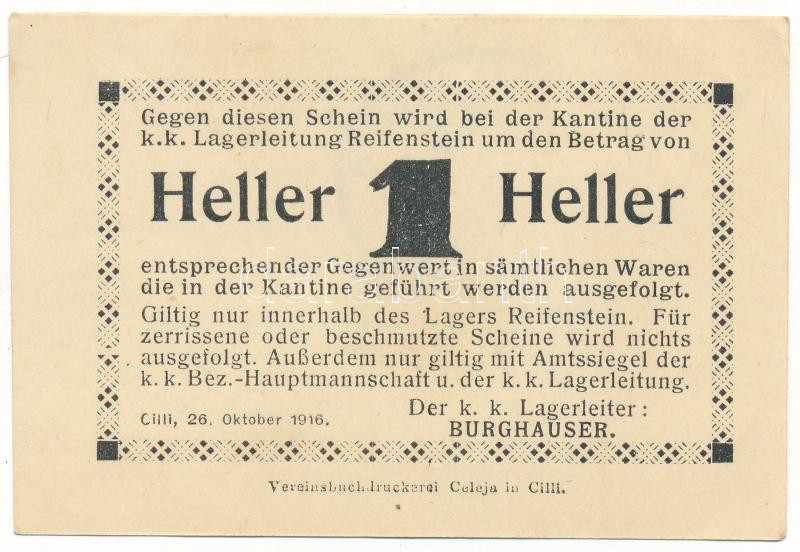 Gegen diesen Schein wird bei der Kantine der
k.k. Lagerleitung Reifenstein um den Betrag von
Heller 1 Heller
entsprechender Gegenwert in sämtlichen Waren
die in der Kantine geführt werden ausgefolgt.
Giltig nur innerhalb des Lagers Reifenstein. Für
zerrissene oder beschmutzte Scheine wird nichts
ausgefolgt. Außerdem nur giltig mit Amtssiegel der
k. k. Bez.-Hauptmannschaft u. der k. k. Lagerleitung.
Cilli, 26. Oktober 1916.
Der k. k. Lagerleiter:
BURGHAUSER.
Vereinsbuchdruckerei Celeja in Cilli.
darabanth